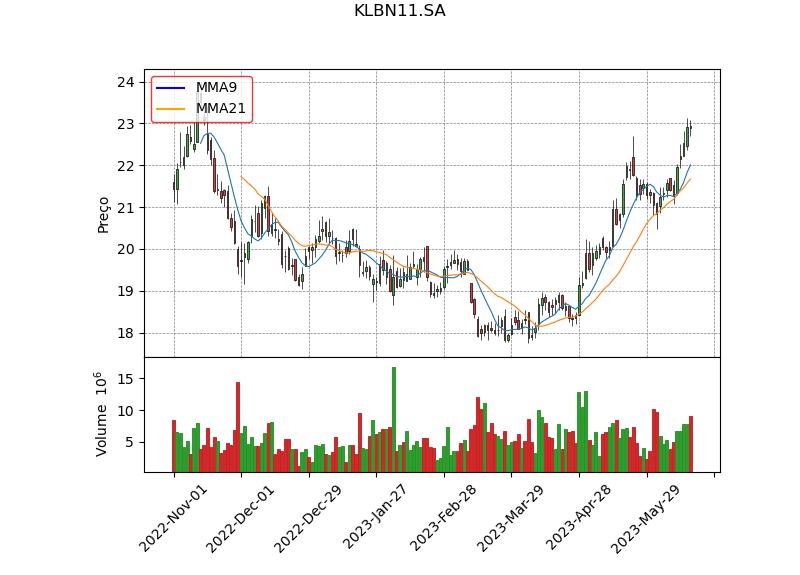 KLBN11.SA
MMA9
MMA21
Preço
24
23
22
21
20
19
18
Volume 10^6
15
10
5
2022-Nov-01
2022-Dec-01
2022-Dec-29
2023-Jan-27
2023-Feb-28
2023-Mar-29
2023-Apr-28
2023-May-29